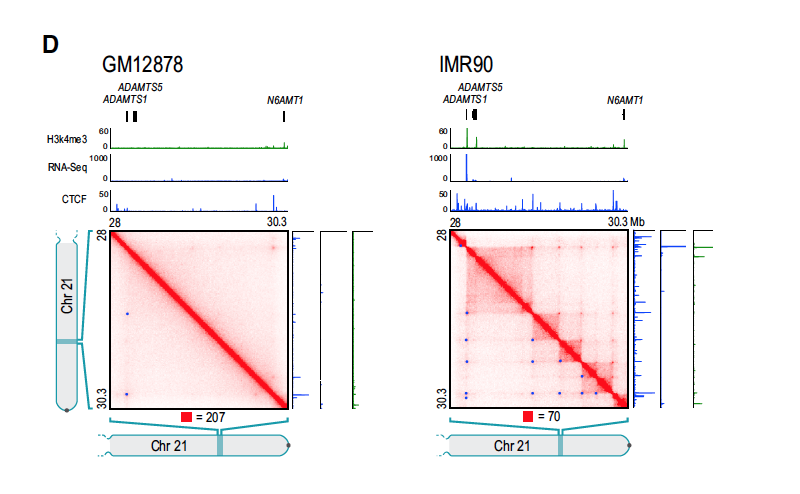 D
GM12878
IMR90
ADAMTS5
ADAMTS1
N6AMT1
ADAMTS5
ADAMTS1
N6AMT1
H3k4me3
60
0
60
0
RNA-Seq
1000
0
1000
0
CTCF
50
0
50
0
28
30.3
28
30.3 Mb
28
30.3
28
30.3
Chr 21
= 207
= 70
Chr 21
Chr 21